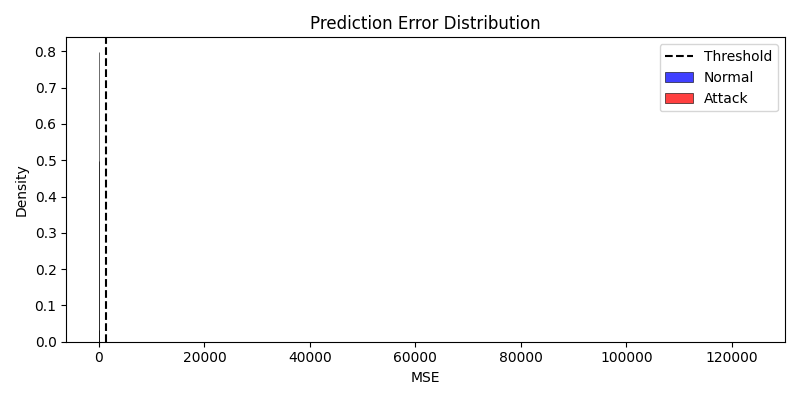 Prediction Error Distribution
0.8
0.7
0.6
0.5
0.4
0.3
0.2
0.1
0.0
Density
Threshold
Normal
Attack
0 20000 40000 60000 80000 100000 120000
MSE